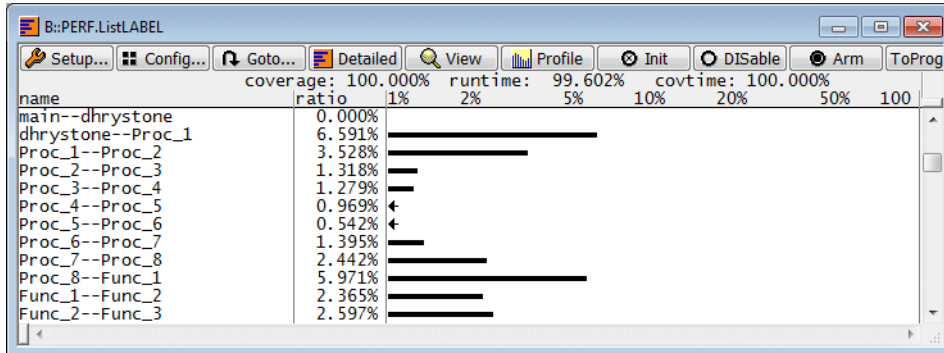 B::PERF.ListLABEL
Setup... Config... Goto... Detailed View Profile Init DISable Arm ToProg
coverage: 100.000% runtime: 99.602% covtime: 100.000%
name ratio 1% 2% 5% 10% 20% 50% 100
main--dhrystone 0.000%
dhrystone--Proc_1 6.591%
Proc_1--Proc_2 3.528%
Proc_2--Proc_3 1.318%
Proc_3--Proc_4 1.279%
Proc_4--Proc_5 0.969%
Proc_5--Proc_6 0.542%
Proc_6--Proc_7 1.395%
Proc_7--Proc_8 2.442%
Proc_8--Func_1 5.971%
Func_1--Func_2 2.365%
Func_2--Func_3 2.597%